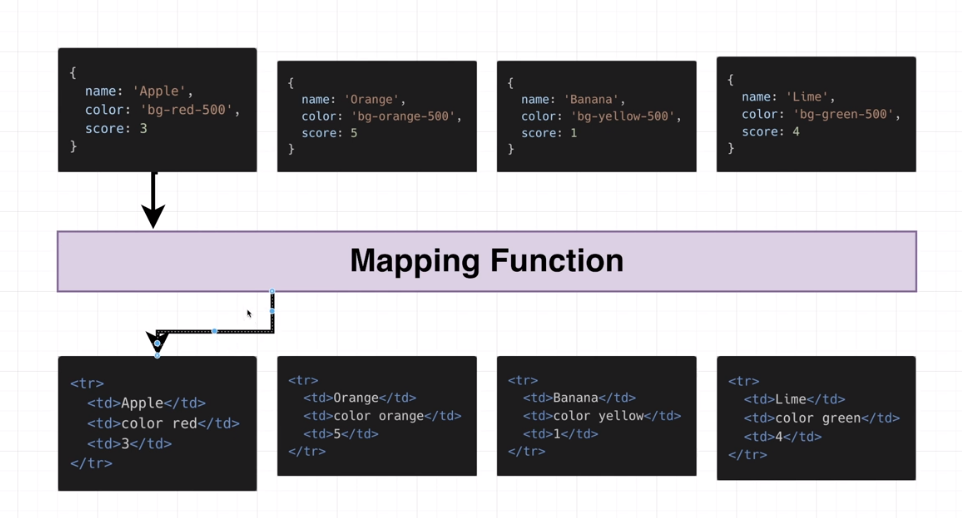 {
  name: 'Apple',
  color: 'bg-red-500',
  score: 3
}
{
  name: 'Orange',
  color: 'bg-orange-500',
  score: 5
}
{
  name: 'Banana',
  color: 'bg-yellow-500',
  score: 1
}
{
  name: 'Lime',
  color: 'bg-green-500',
  score: 4
}
Mapping Function
<tr>
  <td>Apple</td>
  <td>color red</td>
  <td>3</td>
</tr>
<tr>
  <td>Orange</td>
  <td>color orange</td>
  <td>5</td>
</tr>
<tr>
  <td>Banana</td>
  <td>color yellow</td>
  <td>1</td>
</tr>
<tr>
  <td>Lime</td>
  <td>color green</td>
  <td>4</td>
</tr>